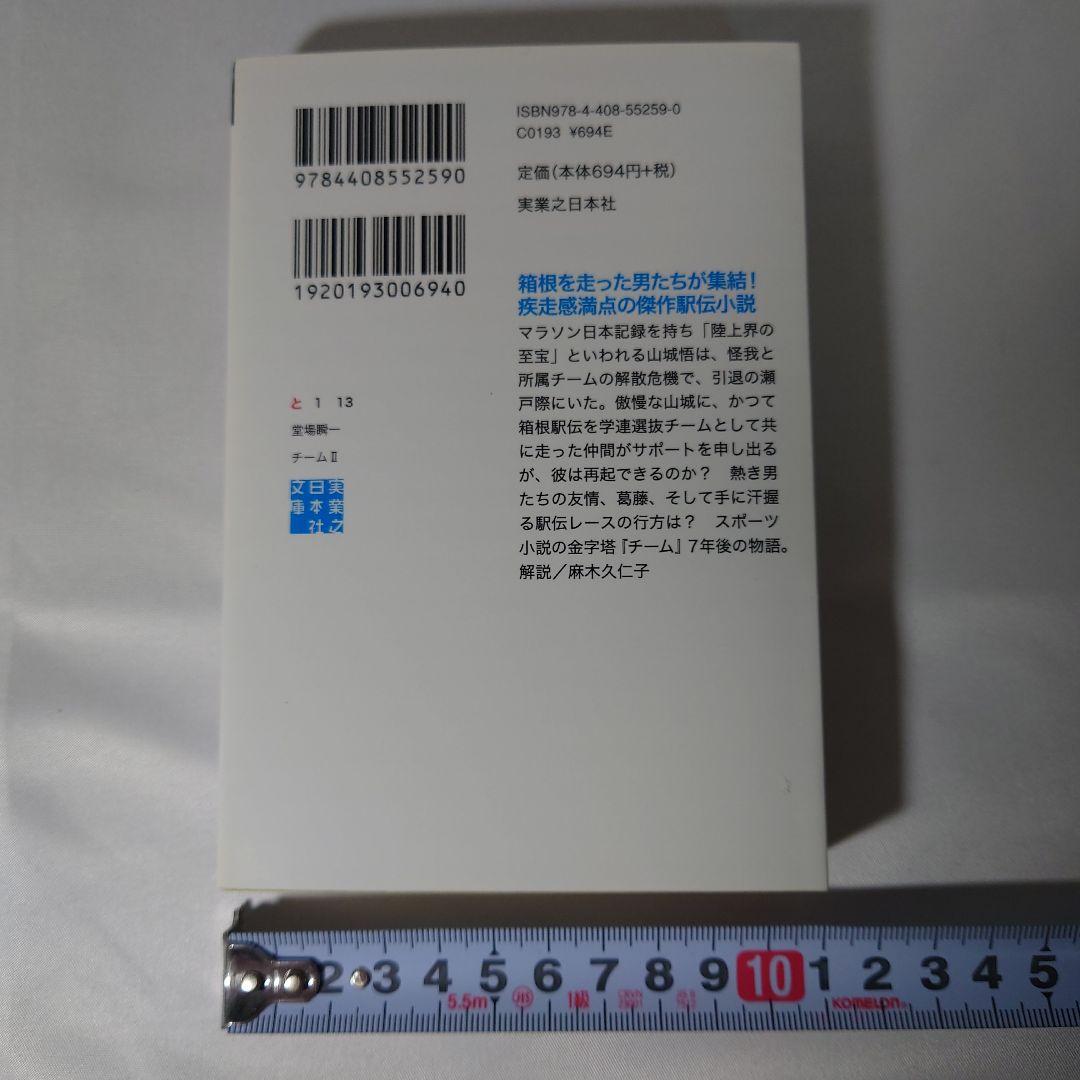 9784408552590
1920193006940
ISBN978-4-408-55259-0
C0193 ¥694E
定価(本体694円+税)
実業之日本社
箱根を走った男たちが集結!
疾走感満点の傑作駅伝小説
マラソン日本記録を持ち「陸上界の
至宝」といわれる山城悟は、怪我と
所属チームの解散危機で、引退の瀬
戸際にいた。傲慢な山城に、かつて
箱根駅伝を学連選抜チームとして共
に走った仲間がサポートを申し出る
が、彼は再起できるのか? 熱き男
たちの友情、葛藤、そして手に汗握
る駅伝レースの行方は? スポーツ
小説の金字塔『チーム』7年後の物語。
解説/麻木久仁子
と 1 13
堂場瞬一
チームⅡ
実業之
日本社
文庫
2 3 4 5 6 7 8 9 10 1 2 3 4 5
5.5m JIS 1級 KOMELON